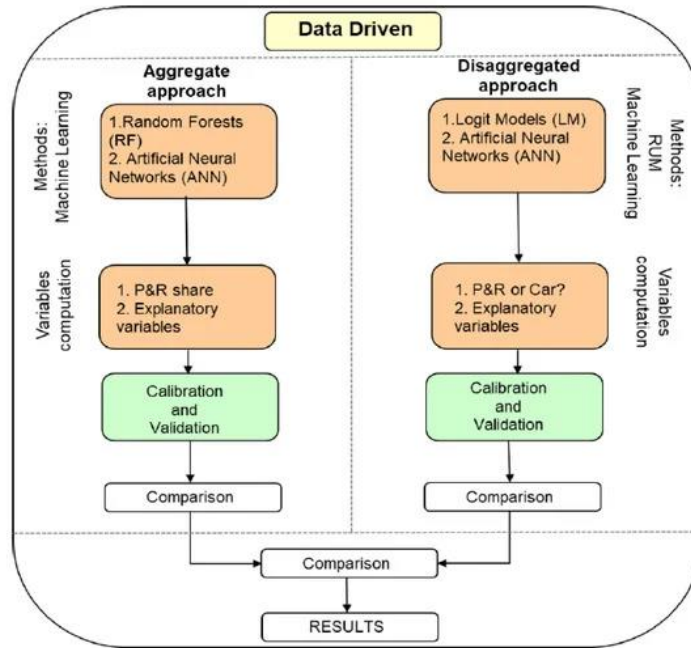 Data Driven
Aggregate
approach
Methods:
Machine Learning
1.Random Forests
(RF)
2. Artificial Neural
Networks (ANN)
Variables
computation
1. P&R share
2. Explanatory
variables
Calibration
and
Validation
Comparison
Disaggregated
approach
1.Logit Models (LM)
2. Artificial Neural
Networks (ANN)
Methods:
RUM
Machine Learning
1. P&R or Car?
2. Explanatory
variables
Variables
computation
Calibration
and
Validation
Comparison
Comparison
RESULTS